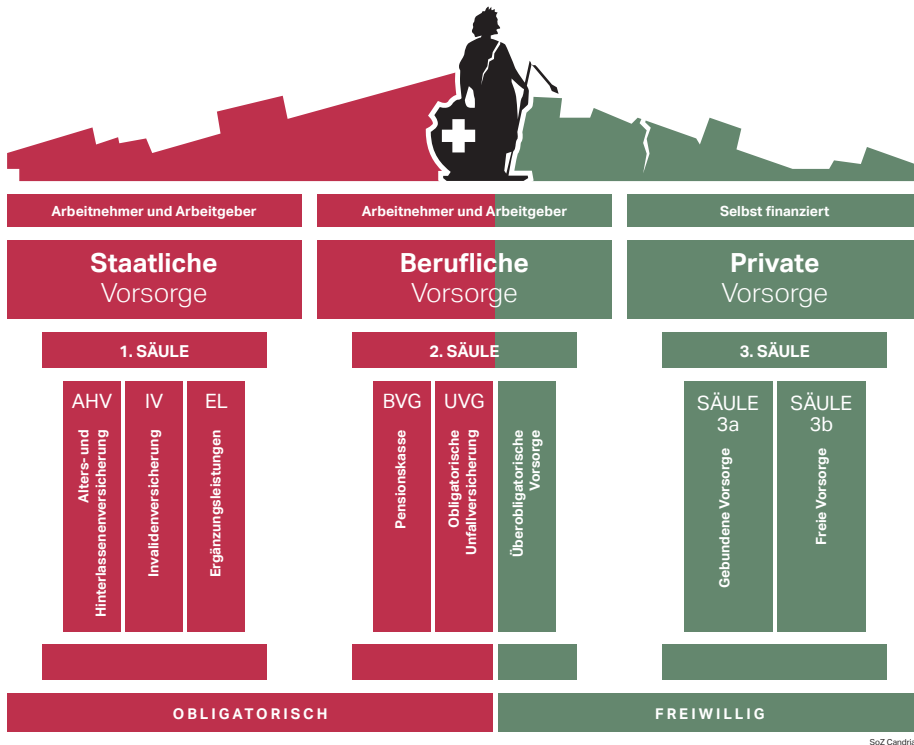 Arbeitnehmer und Arbeitgeber
Arbeitnehmer und Arbeitgeber
Selbst finanziert
Staatliche
Vorsorge
Berufliche
Vorsorge
Private
Vorsorge
1. SÄULE
2. SÄULE
3. SÄULE
AHV
Alters- und
Hinterlassenenversicherung
IV
Invalidenversicherung
EL
Ergänzungsleistungen
BVG
Pensionskasse
UVG
Obligatorische
Unfallversicherung
Überobligatorische
Vorsorge
SÄULE
3a
Gebundene Vorsorge
SÄULE
3b
Freie Vorsorge
OBLIGATORISCH
FREIWILLIG
SoZ Candria